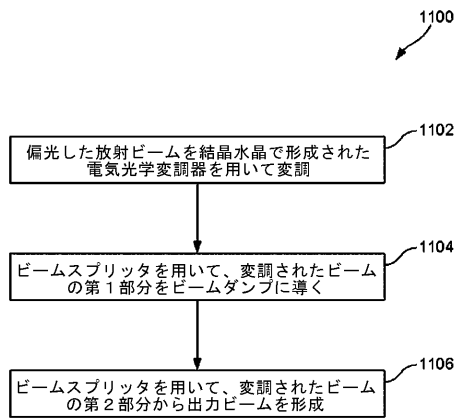 1100
1102
偏光した放射ビームを結晶水晶で形成された
電気光学変調器を用いて変調
1104
ビームスプリッタを用いて、変調されたビーム
の第１部分をビームダンプに導く
1106
ビームスプリッタを用いて、変調されたビーム
の第２部分から出力ビームを形成